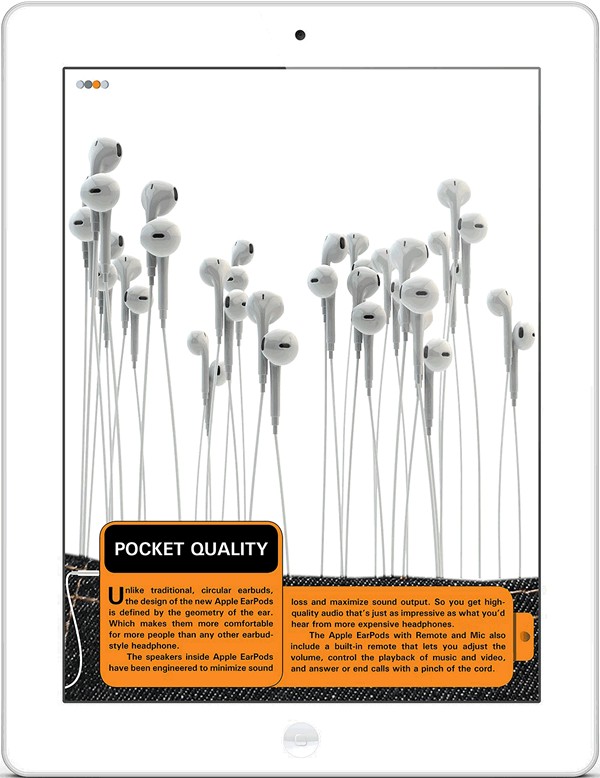 POCKET QUALITY
Unlike traditional, circular earbuds,
the design of the new Apple EarPods
is defined by the geometry of the ear.
Which makes them more comfortable
for more people than any other earbud-
style headphone.
The speakers inside Apple EarPods
have been engineered to minimize sound
loss and maximize sound output. So you get high-
quality audio that's just as impressive as what you'd
hear from more expensive headphones.
The Apple EarPods with Remote and Mic also
include a built-in remote that lets you adjust the
volume, control the playback of music and video,
and answer or end calls with a pinch of the cord.